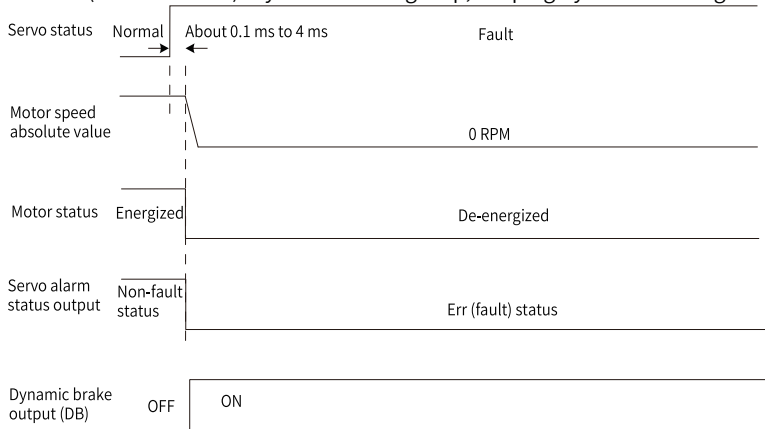 Servo status
Normal
About 0.1 ms to 4 ms
Fault
Motor speed
absolute value
0 RPM
Motor status
Energized
De-energized
Servo alarm
status output
Non-fault
status
Err (fault) status
Dynamic brake
output (DB)
OFF
ON